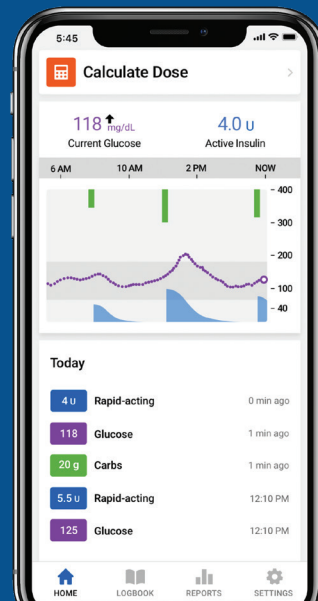 5:45
Calculate Dose
118 mg/dL
Current Glucose
4.0 U
Active Insulin
6 AM 10 AM 2 PM NOW
400
300
200
100
40
Today
4 U Rapid-acting 0 min ago
118 Glucose 1 min ago
20 g Carbs 1 min ago
5.5 U Rapid-acting 12:10 PM
125 Glucose 12:10 PM
HOME LOGBOOK REPORTS SETTINGS